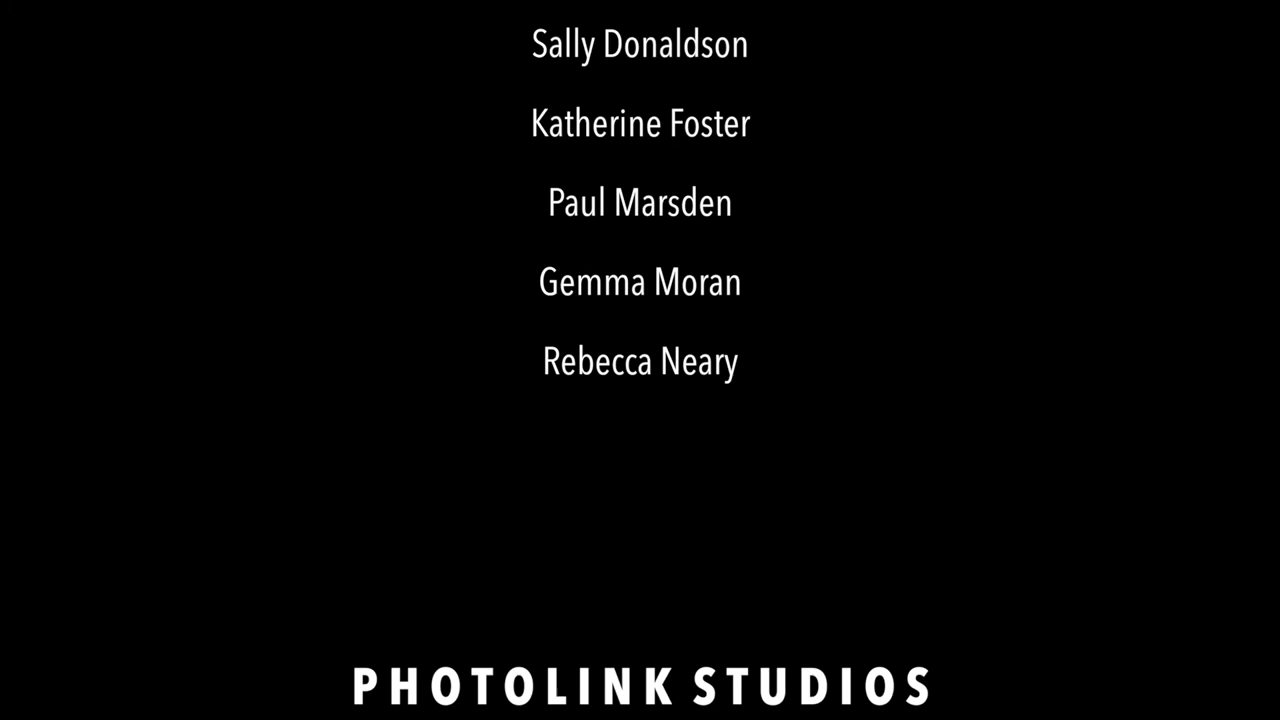 Sally Donaldson
Katherine Foster
Paul Marsden
Gemma Moran
Rebecca Neary
PHOTOLINK STUDIOS